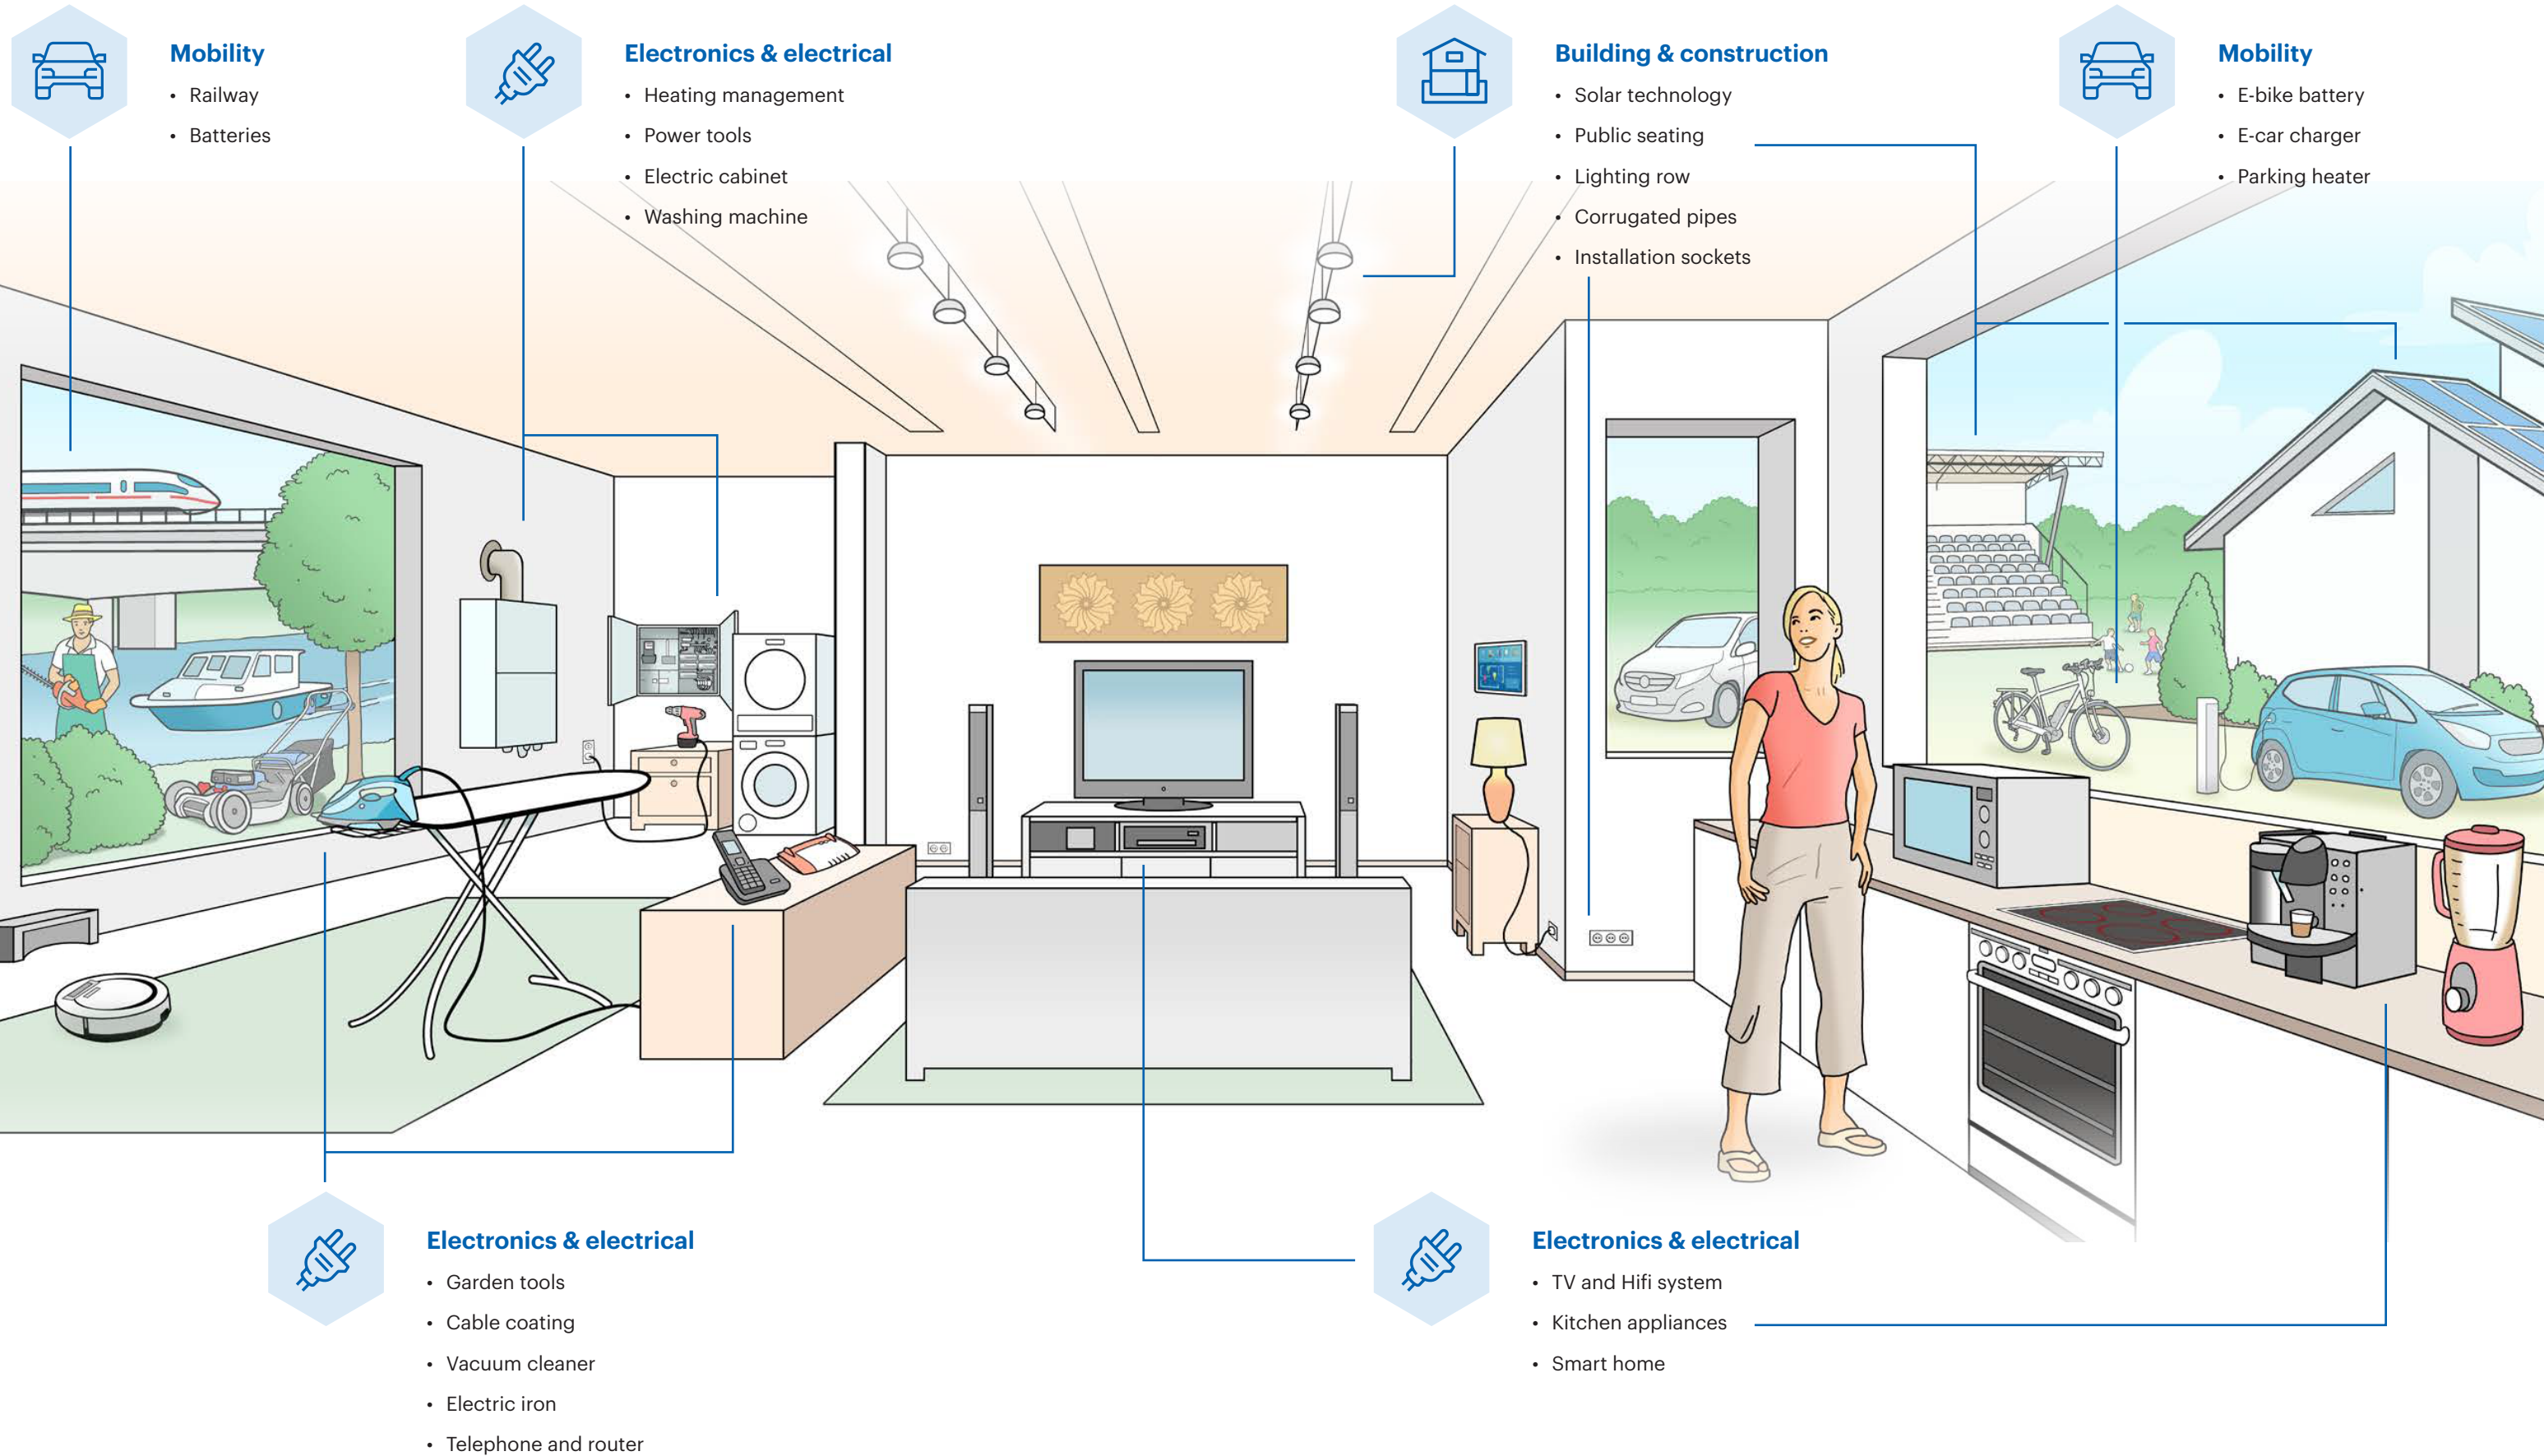 Mobility
• Railway
• Batteries
Electronics & electrical
• Heating management
• Power tools
• Electric cabinet
• Washing machine
Building & construction
• Solar technology
• Public seating
• Lighting row
• Corrugated pipes
• Installation sockets
Mobility
• E-bike battery
• E-car charger
• Parking heater
Electronics & electrical
• Garden tools
• Cable coating
• Vacuum cleaner
• Electric iron
• Telephone and router
Electronics & electrical
• TV and Hifi system
• Kitchen appliances
• Smart home